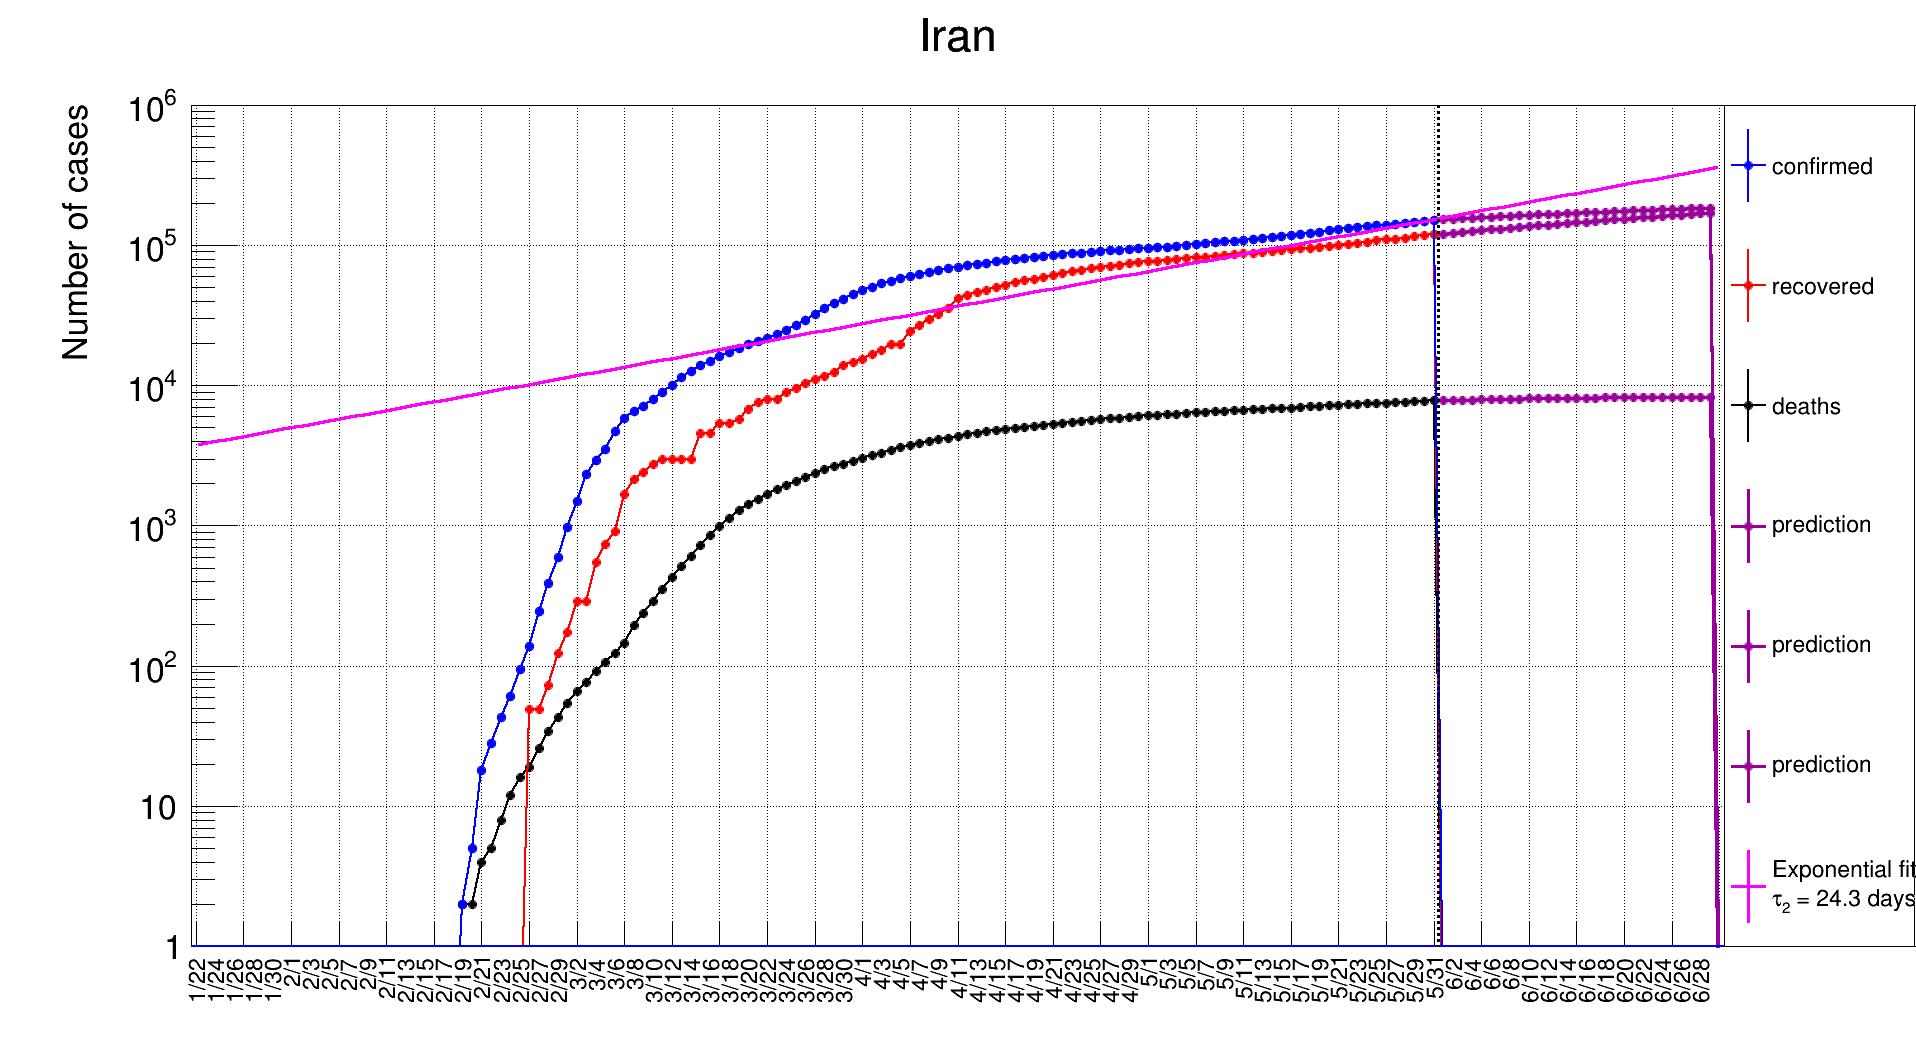 Iran
Number of cases
10^6
10^5
10^4
10^3
10^2
10
1
1/22 1/24 1/26 1/28 1/30 2/1 2/3 2/5 2/7 2/9 2/11 2/13 2/15 2/17 2/19 2/21 2/23 2/25 2/27 2/29 3/2 3/4 3/6 3/8 3/10 3/12 3/14 3/16 3/18 3/20 3/22 3/24 3/26 3/28 3/30 4/1 4/3 4/5 4/7 4/9 4/11 4/13 4/15 4/17 4/19 4/21 4/23 4/25 4/27 4/29 5/1 5/3 5/5 5/7 5/9 5/11 5/13 5/15 5/17 5/19 5/21 5/23 5/25 5/27 5/29 5/31 6/2 6/4 6/6 6/8 6/10 6/12 6/14 6/16 6/18 6/20 6/22 6/24 6/26 6/28
confirmed
recovered
deaths
prediction
prediction
prediction
Exponential fit
τ₂ = 24.3 days